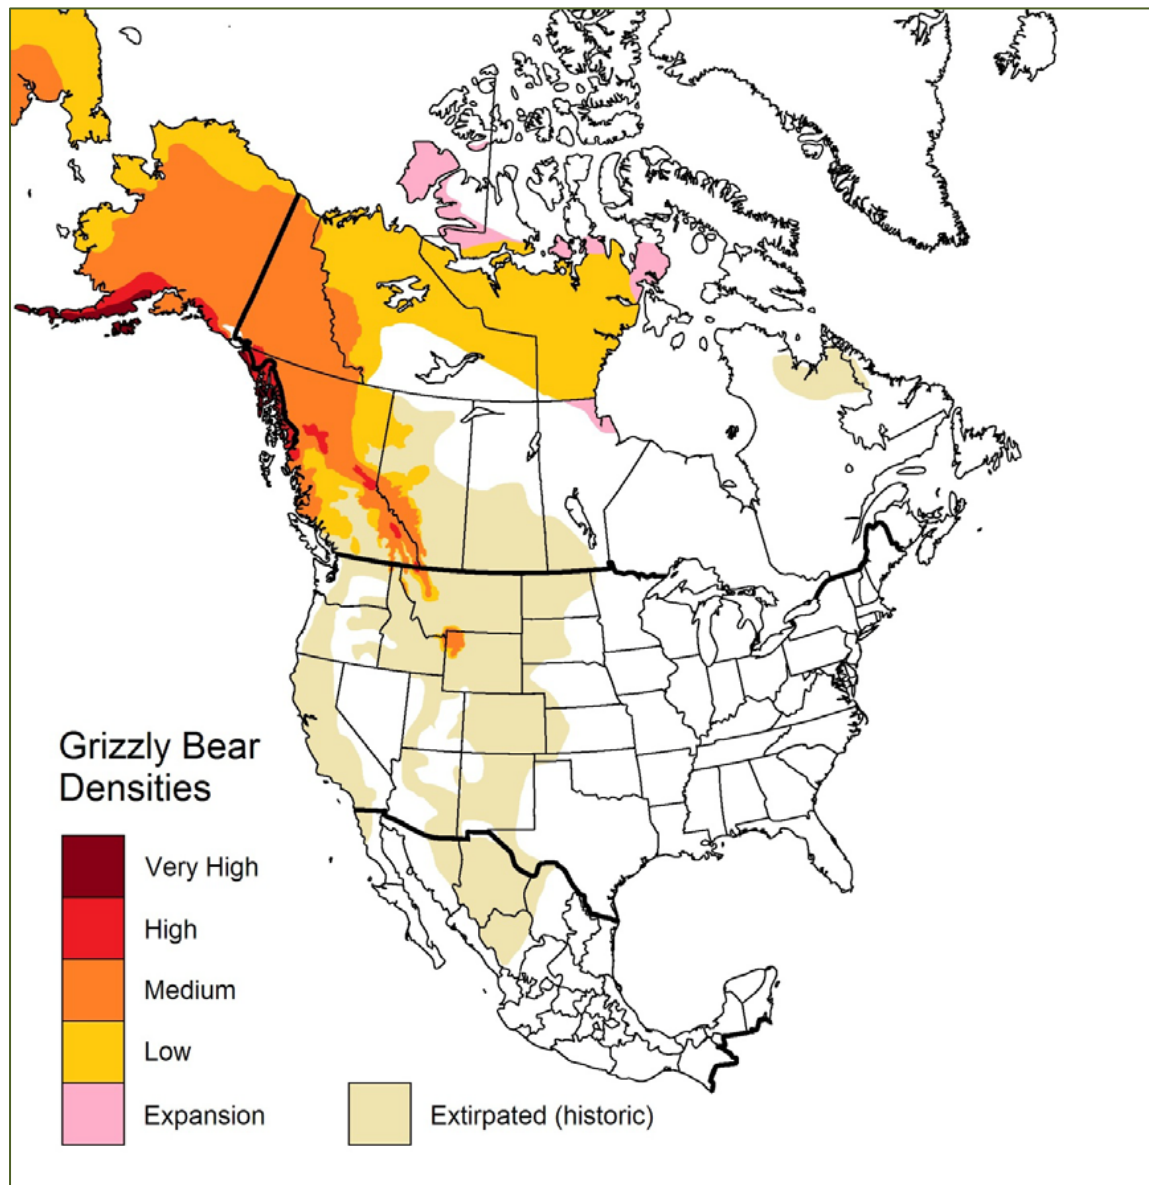 Grizzly Bear
Densities
Very High
High
Medium
Low
Expansion
Extirpated (historic)